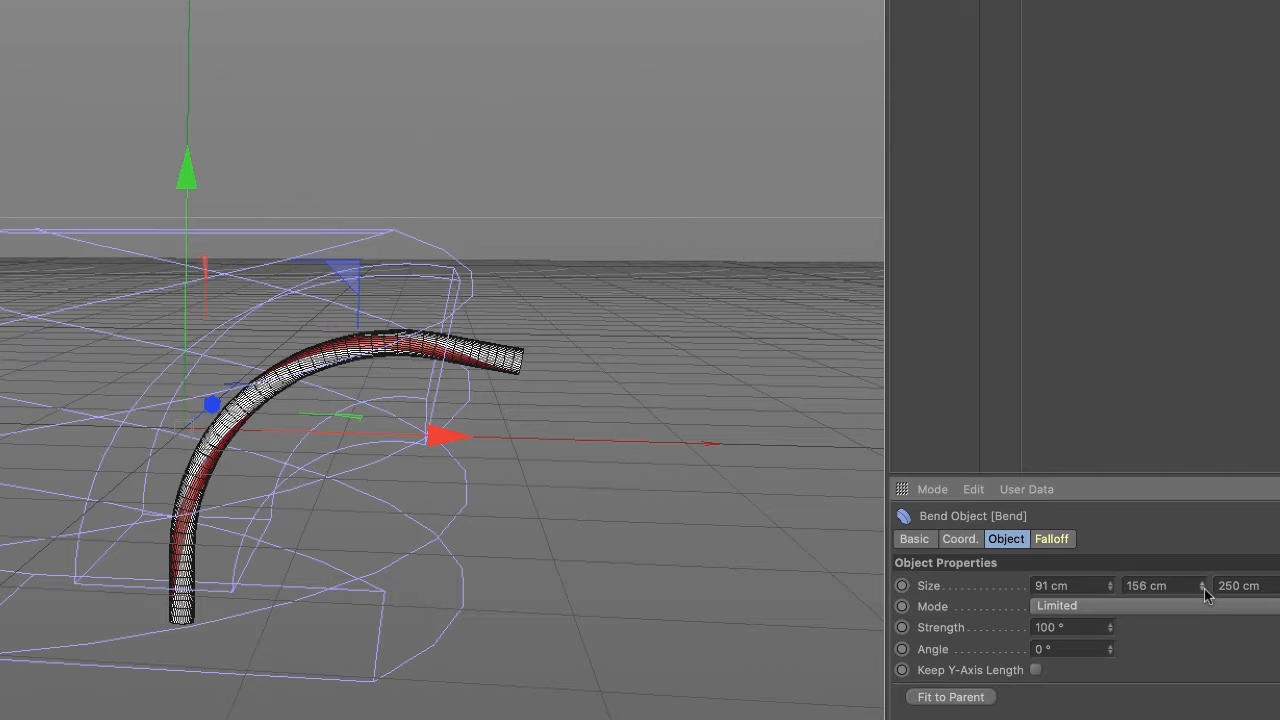 Mode Edit User Data
Bend Object [Bend]
Basic Coord. Object Falloff
Object Properties
Size . . . . . . . . . . . 91 cm 156 cm 250 cm
Mode . . . . . . . . . . Limited
Strength . . . . . . . . 100 °
Angle . . . . . . . . . . 0 °
Keep Y-Axis Length
Fit to Parent